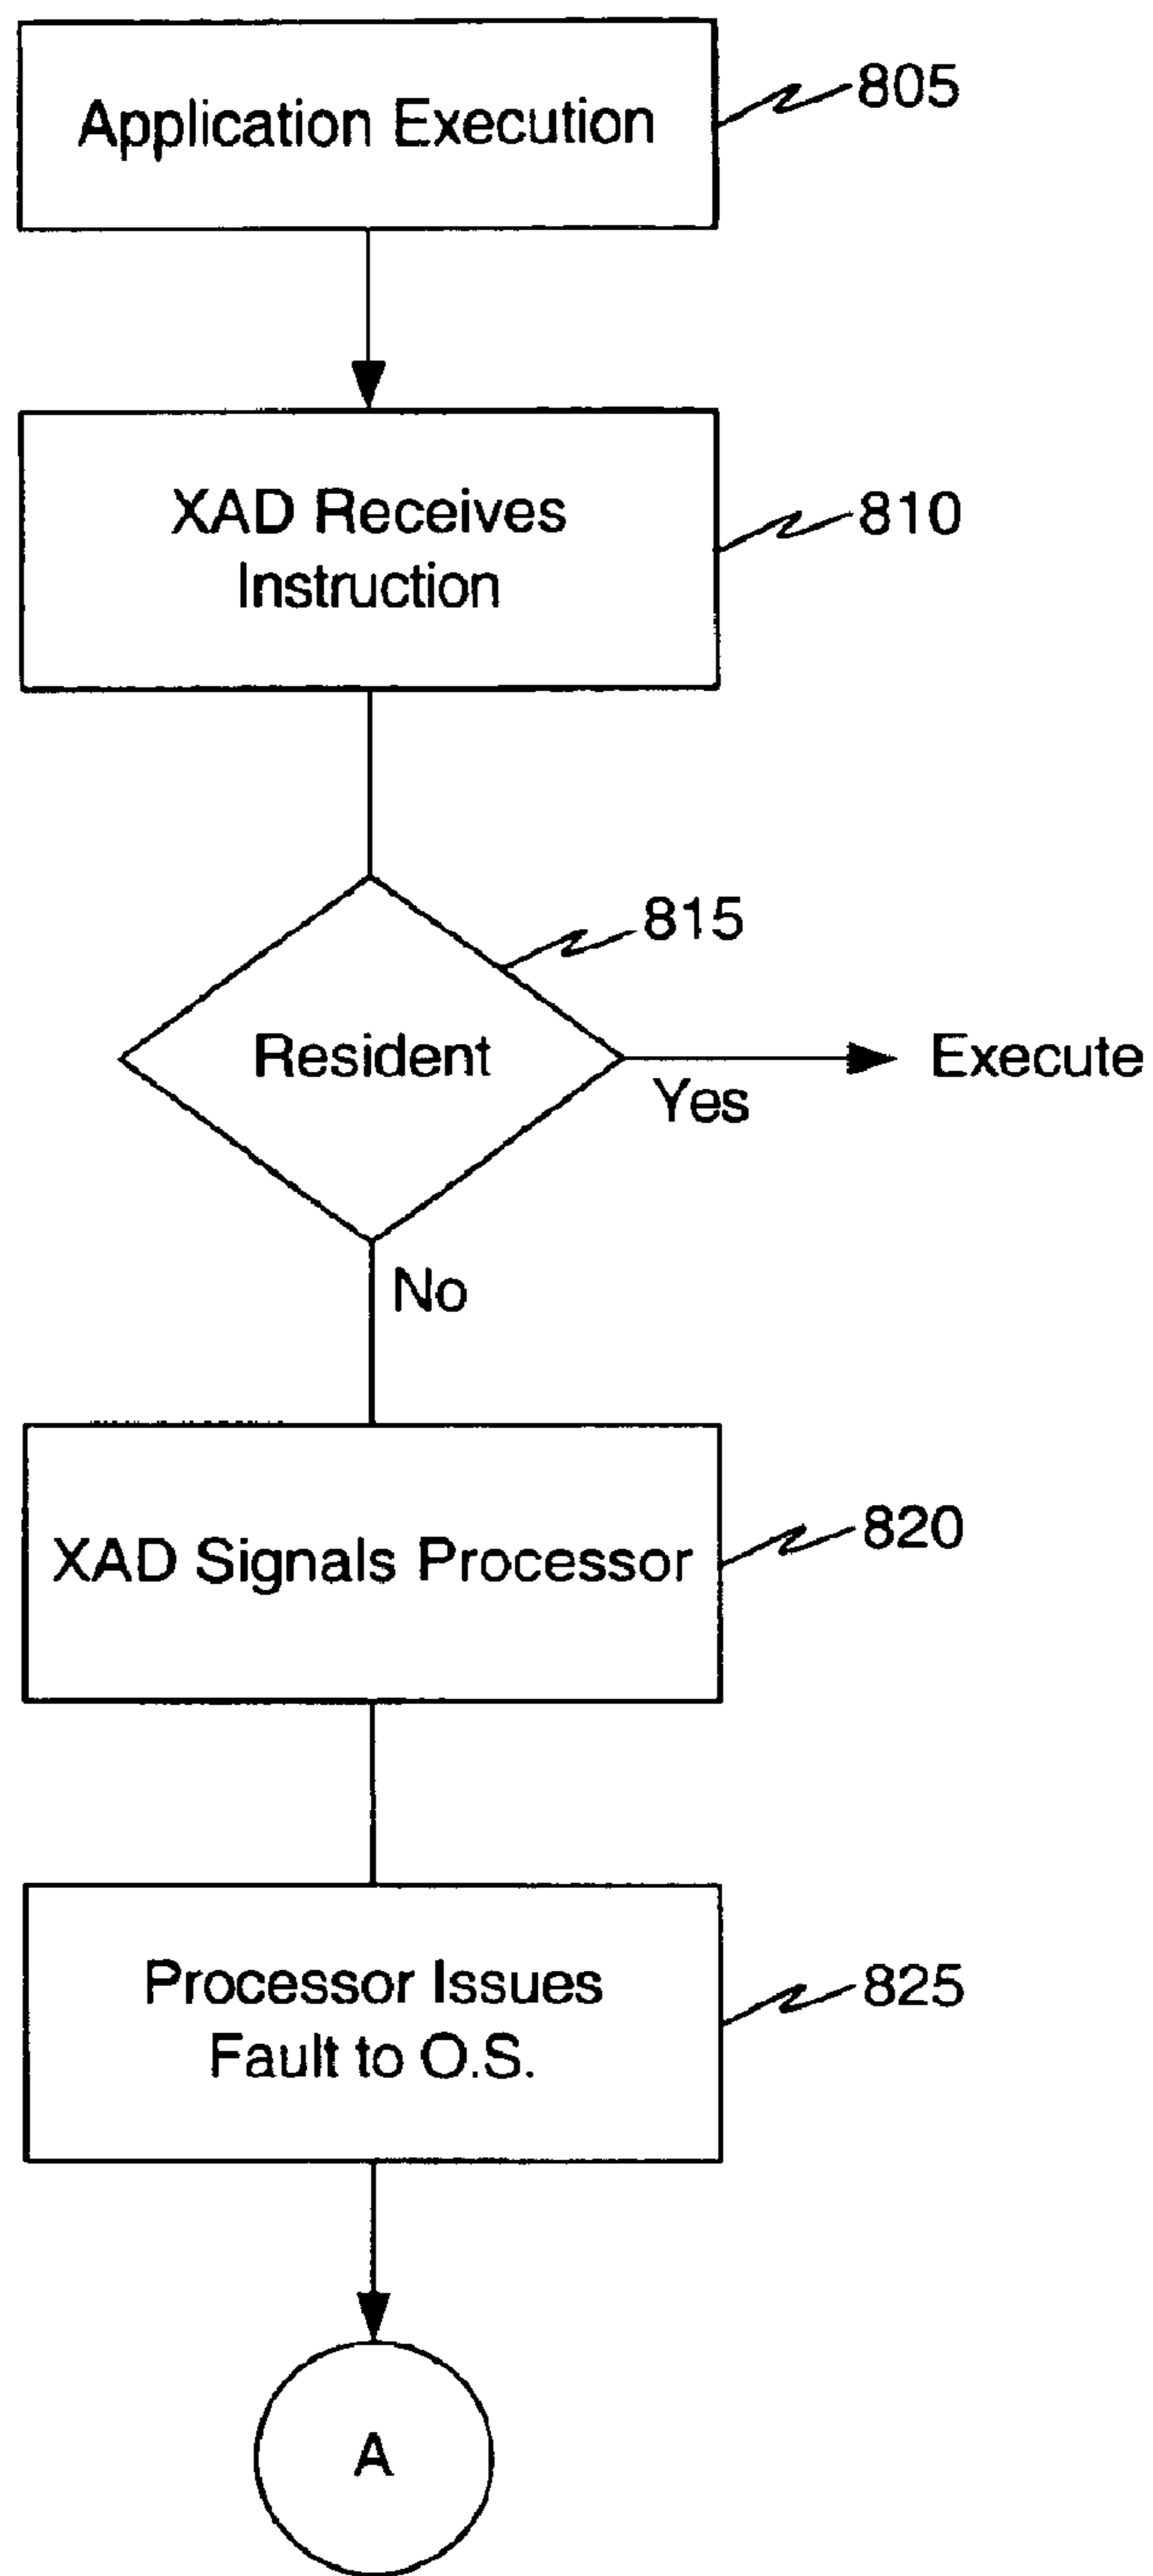 Application Execution
805
XAD Receives
Instruction
810
815
Resident
Yes
Execute
No
XAD Signals Processor
820
Processor Issues
Fault to O.S.
825
A